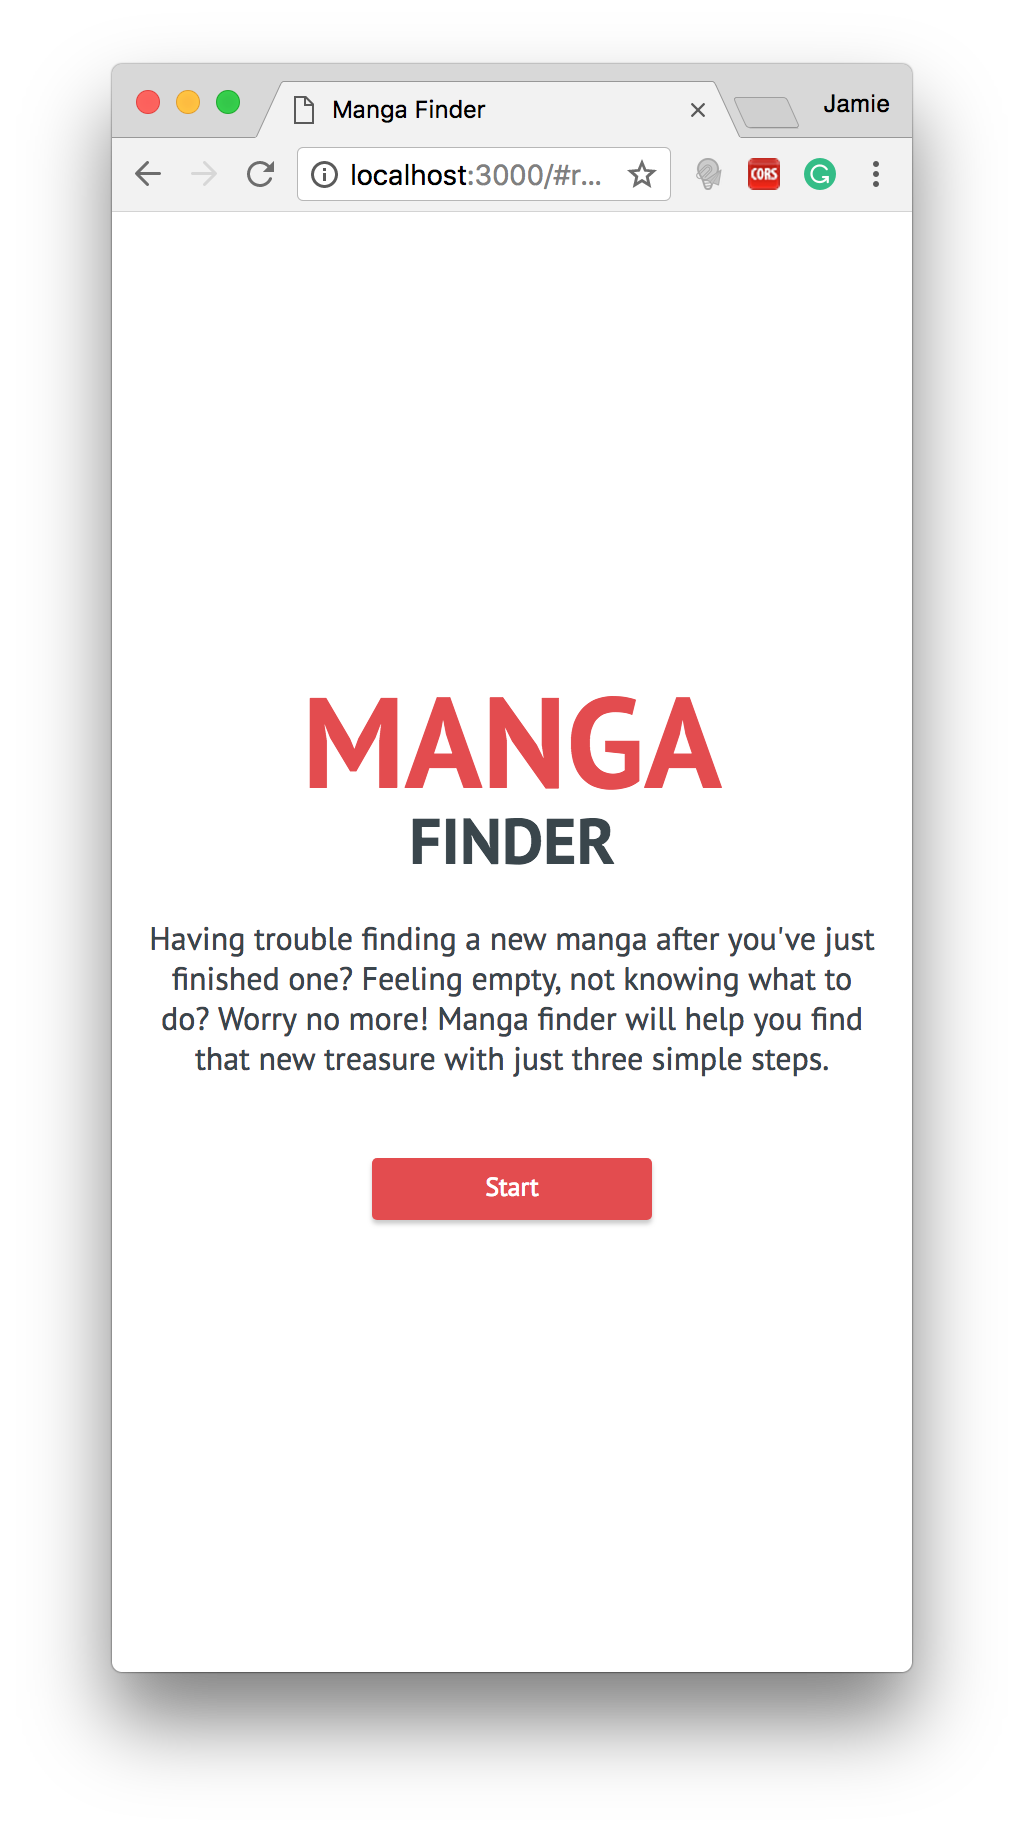 Manga Finder
Jamie
localhost:3000/#r...
CORS
MANGA
FINDER
Having trouble finding a new manga after you've just
finished one? Feeling empty, not knowing what to
do? Worry no more! Manga finder will help you find
that new treasure with just three simple steps.
Start